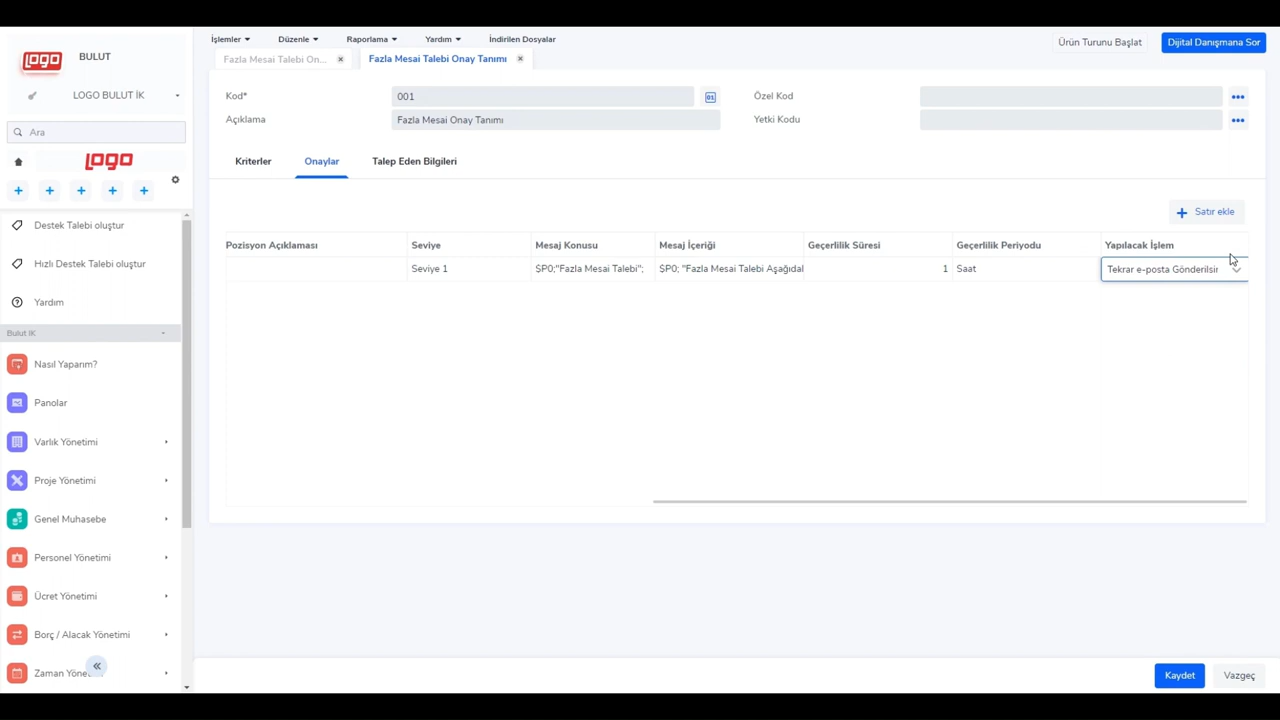 İşlemler
Düzenle
Raporlama
Yardım
İndirilen Dosyalar
Ürün Turunu Başlat
Dijital Danışmana Sor
LOGO
BULUT
LOGO BULUT İK
Ara
LOGO
Destek Talebi oluştur
Hızlı Destek Talebi oluştur
Yardım
Bulut IK
Nasıl Yaparım?
Panolar
Varlık Yönetimi
Proje Yönetimi
Genel Muhasebe
Personel Yönetimi
Ücret Yönetimi
Borç / Alacak Yönetimi
Zaman Yöne
Fazla Mesai Talebi On...
Fazla Mesai Talebi Onay Tanımı
Kod*
001
Özel Kod
Açıklama
Fazla Mesai Onay Tanımı
Yetki Kodu
Kriterler
Onaylar
Talep Eden Bilgileri
Satır ekle
Pozisyon Açıklaması
Seviye
Mesaj Konusu
Mesaj İçeriği
Geçerlilik Süresi
Geçerlilik Periyodu
Yapılacak İşlem
Seviye 1
$P0;"Fazla Mesai Talebi";
$P0; "Fazla Mesai Talebi Aşağıdal
1
Saat
Tekrar e-posta Gönderilsin
Kaydet
Vazgeç